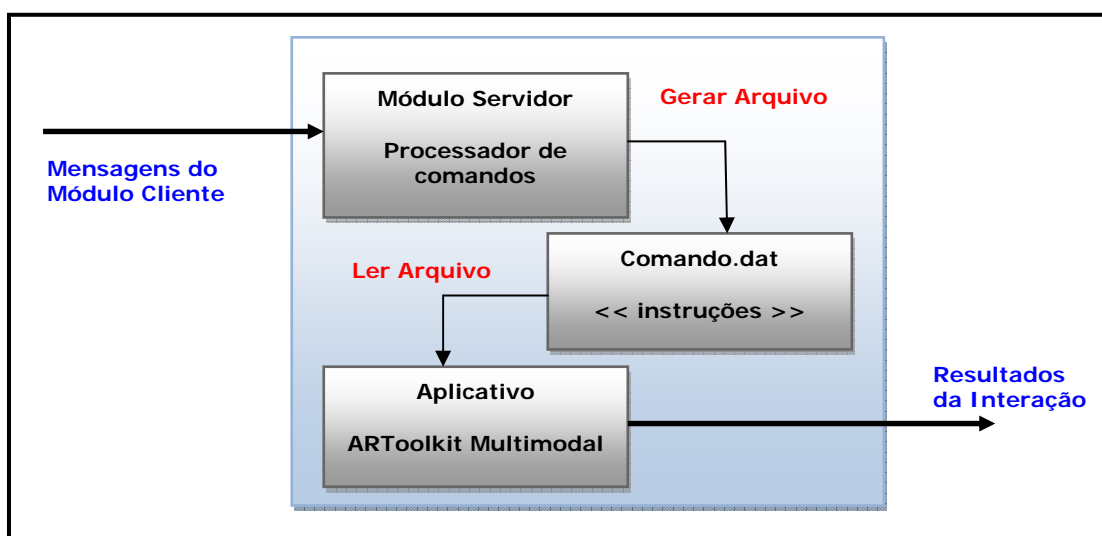 Módulo Servidor
Processador de
comandos
Gerar Arquivo
Mensagens do
Módulo Cliente
Comando.dat
<< instruções >>
Ler Arquivo
Aplicativo
ARToolkit Multimodal
Resultados
da Interação